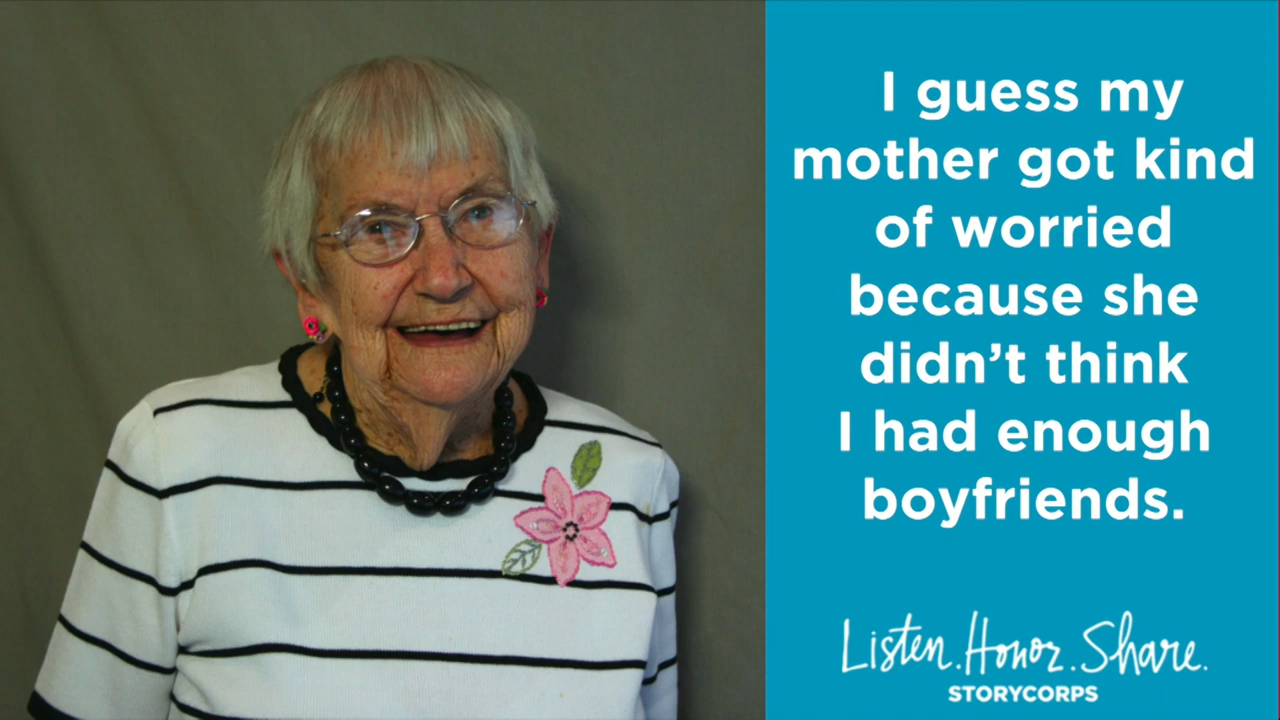 I guess my
mother got kind
of worried
because she
didn’t think
I had enough
boyfriends.
Listen. Honor. Share.
STORYCORPS